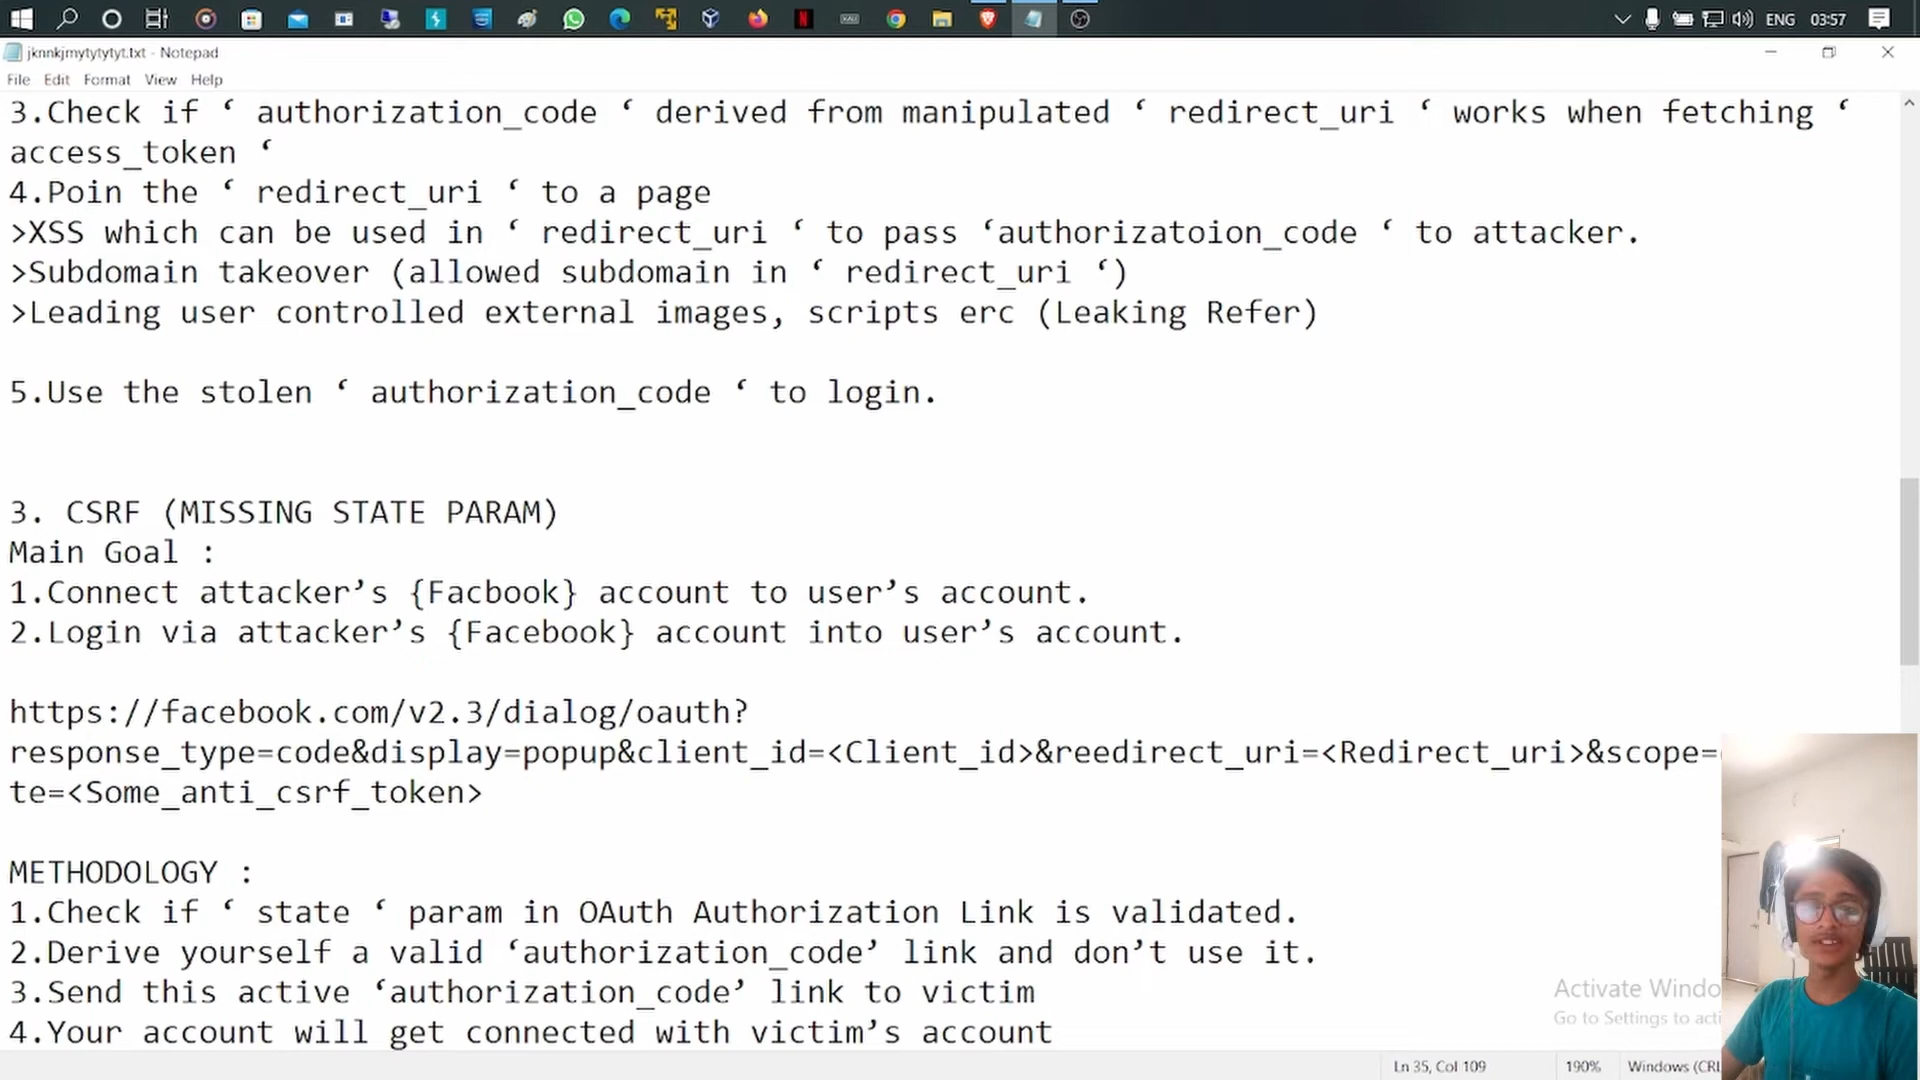 ENG 03:57
jknnkjmytytytyt.txt - Notepad
File Edit Format View Help
3.Check if ‘ authorization_code ‘ derived from manipulated ‘ redirect_uri ‘ works when fetching ‘
access_token ‘
4.Poin the ‘ redirect_uri ‘ to a page
>XSS which can be used in ‘ redirect_uri ‘ to pass ‘authorizatoion_code ‘ to attacker.
>Subdomain takeover (allowed subdomain in ‘ redirect_uri ‘)
>Leading user controlled external images, scripts erc (Leaking Refer)
5.Use the stolen ‘ authorization_code ‘ to login.
3. CSRF (MISSING STATE PARAM)
Main Goal :
1.Connect attacker’s {Facbook} account to user’s account.
2.Login via attacker’s {Facebook} account into user’s account.
https://facebook.com/v2.3/dialog/oauth?
response_type=code&display=popup&client_id=<Client_id>&reedirect_uri=<Redirect_uri>&scope=
te=<Some_anti_csrf_token>
METHODOLOGY :
1.Check if ‘ state ‘ param in OAuth Authorization Link is validated.
2.Derive yourself a valid ‘authorization_code’ link and don’t use it.
3.Send this active ‘authorization_code’ link to victim
4.Your account will get connected with victim’s account
Activate Windo
Go to Settings to acti
Ln 35, Col 109 190% Windows (CRL